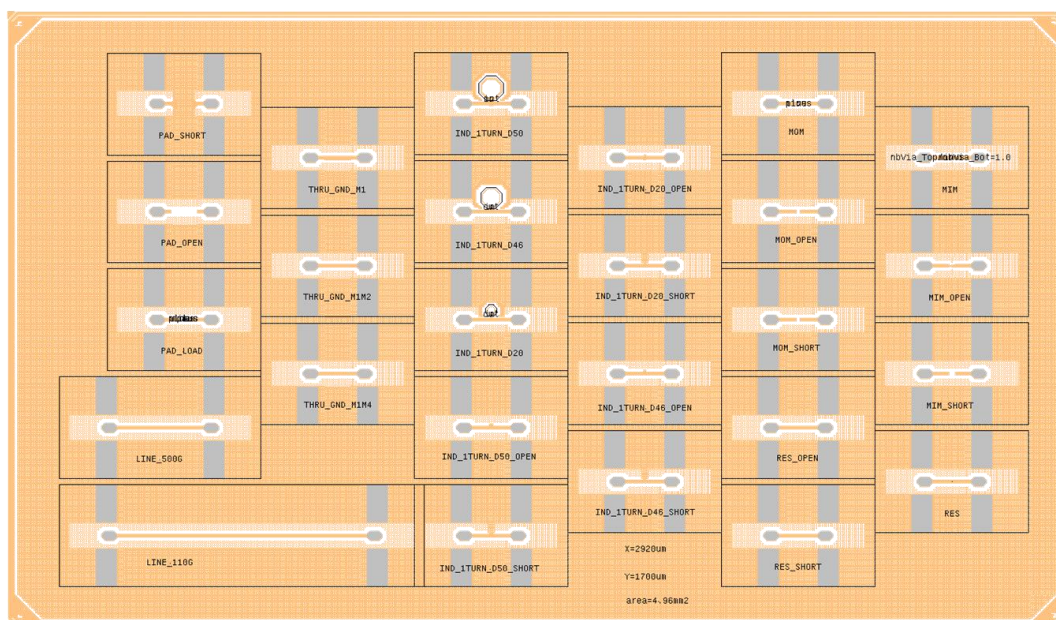 PAD_SHORT
PAD_OPEN
PAD_LOAD
LINE_500G
LINE_110G
THRU_GND_M1
THRU_GND_M1M2
THRU_GND_M1M4
IND_1TURN_D50
IND_1TURN_D46
IND_1TURN_D20
IND_1TURN_D50_OPEN
IND_1TURN_D50_SHORT
IND_1TURN_D20_OPEN
IND_1TURN_D20_SHORT
IND_1TURN_D46_OPEN
IND_1TURN_D46_SHORT
X=2920um
Y=1700um
area=4.96mm2
MOM
MOM_OPEN
MOM_SHORT
RES_OPEN
RES_SHORT
MIM
MIM_OPEN
MIM_SHORT
RES